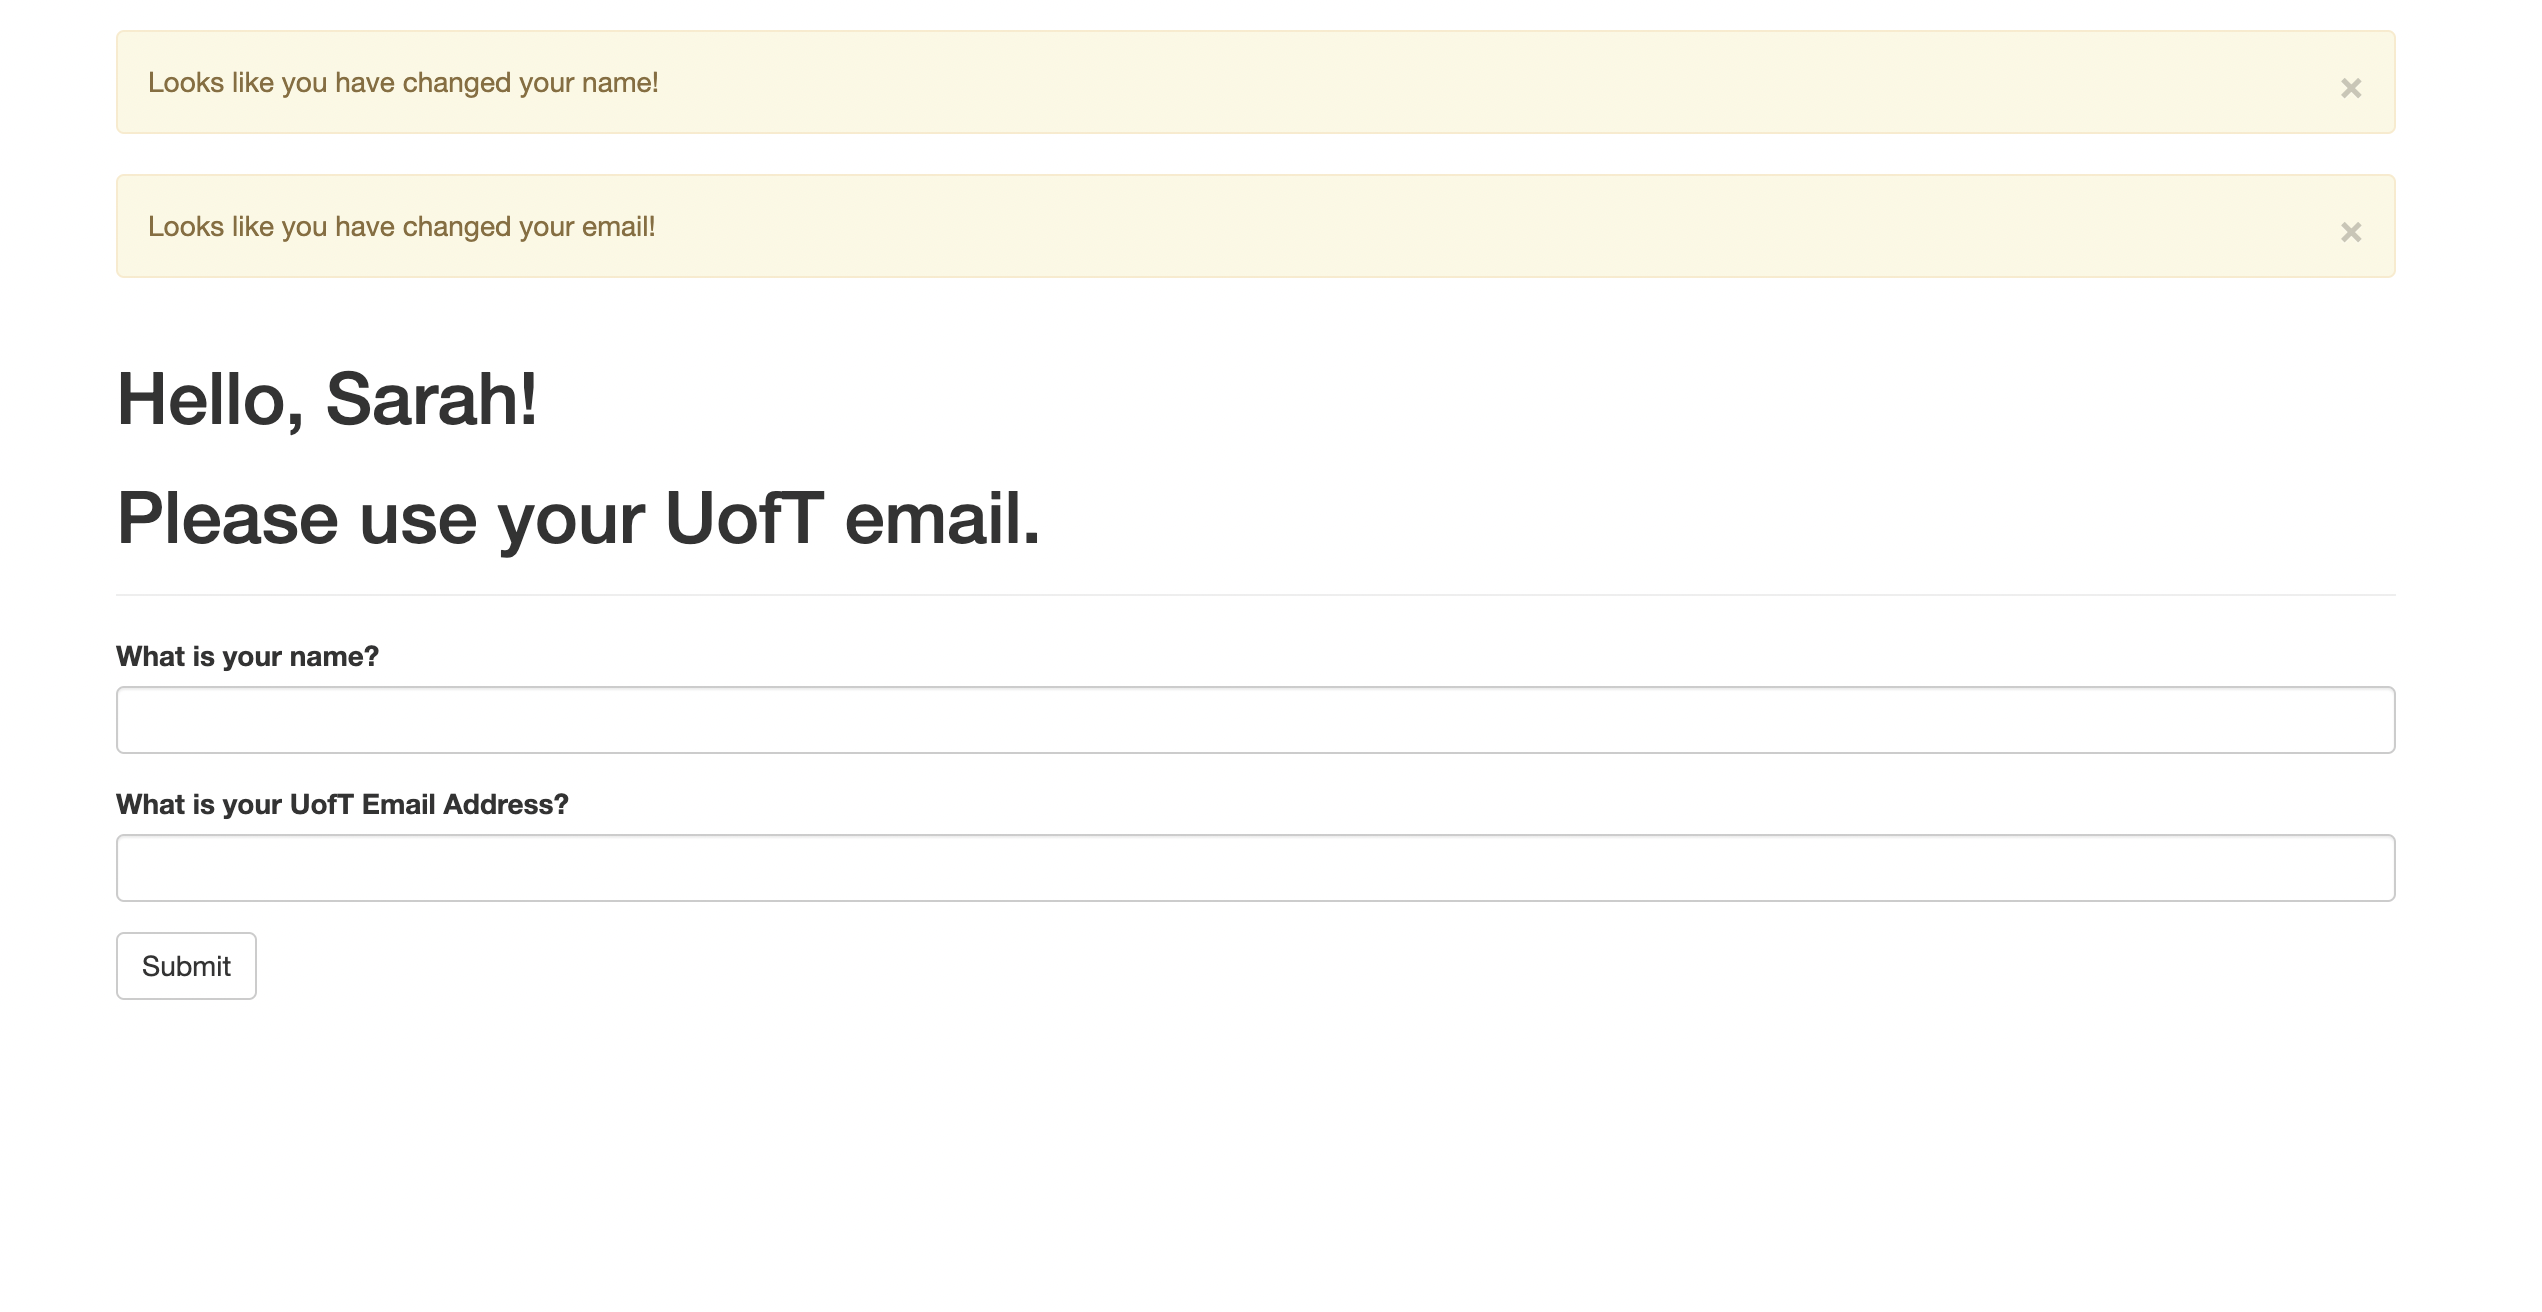 Looks like you have changed your name!
×
Looks like you have changed your email!
×
Hello, Sarah!
Please use your UofT email.
What is your name?
What is your UofT Email Address?
Submit